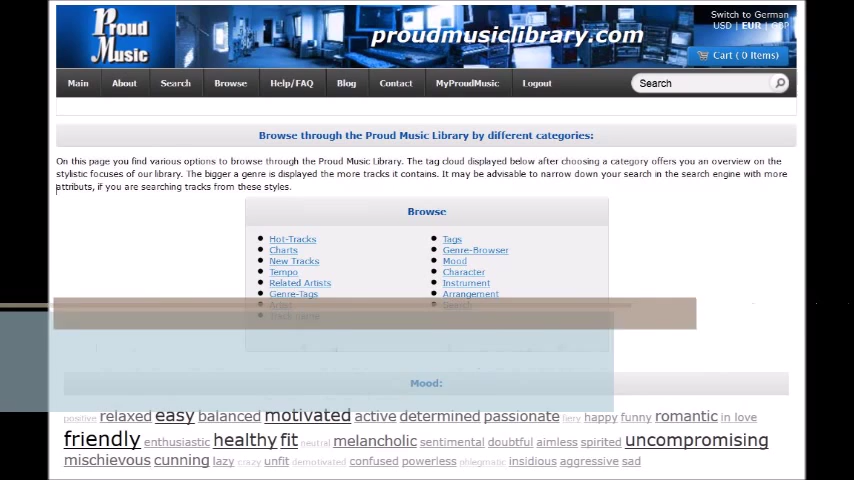 Proud
Music
proudmusiclibrary.com
Switch to German
USD | EUR | GBP
Cart ( 0 Items)
Main About Search Browse Help/FAQ Blog Contact MyProudMusic Logout
Search
Browse through the Proud Music Library by different categories:
On this page you find various options to browse through the Proud Music Library. The tag cloud displayed below after choosing a category offers you an overview on the
stylistic focuses of our library. The bigger a genre is displayed the more tracks it contains. It may be advisable to narrow down your search in the search engine with more
attributes, if you are searching tracks from these styles.
Browse
Hot-Tracks
Charts
New Tracks
Tempo
Related Artists
Genre-Tags
Artist
Track name
Tags
Genre-Browser
Mood
Character
Instrument
Arrangement
Search
Mood:
positive relaxed easy balanced motivated active determined passionate fiery happy funny romantic in love
friendly enthusiastic healthy fit neutral melancholic sentimental doubtful aimless spirited uncompromising
mischievous cunning lazy crazy unfit demotivated confused powerless phlegmatic insidious aggressive sad